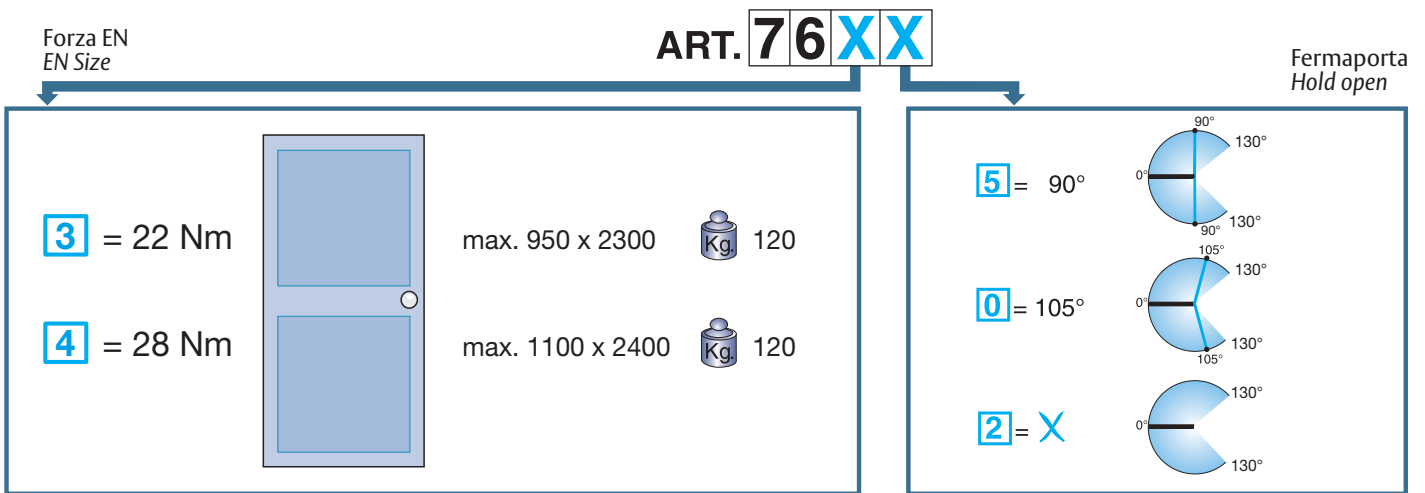 Forza EN
EN Size
ART. 76XX
Fermaporta
Hold open
3 = 22 Nm
max. 950 x 2300
Kg.
120
4 = 28 Nm
max. 1100 x 2400
Kg.
120
5 = 90°
90°
130°
0°
130°
90°
0 = 105°
105°
130°
0°
130°
105°
2 = X
130°
0°
130°